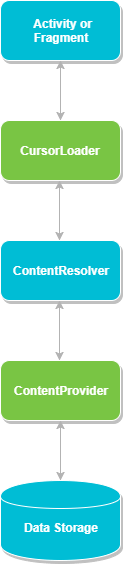 Activity or
Fragment
CursorLoader
ContentResolver
ContentProvider
Data Storage